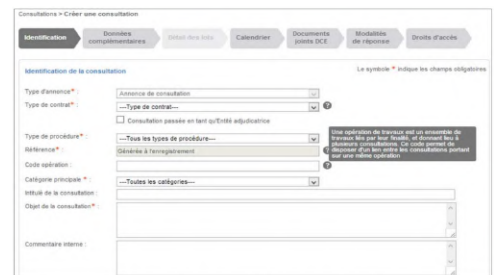 Consultations > Créer une consultation
Identification
Données complémentaires
Détail des lots
Calendrier
Documents joints DCE
Modalités de réponse
Droits d'accès
Identification de la consultation
Le symbole * indique les champs obligatoires
Type d'annonce* :
Annonce de consultation
Type de contrat* :
---Type de contrat---
Consultation passée en tant qu'Entité adjudicatrice
Type de procédure* :
---Tous les types de procédure---
Référence* :
Générée à l'enregistrement
Une opération de travaux est un ensemble de
travaux liés par leur finalité, et donnant lieu à
plusieurs consultations. Ce code permet de
disposer d'un lien entre les consultations portant
sur une même opération
Code opération :
Catégorie principale * :
---Toutes les catégories---
Intitulé de la consultation :
Objet de la consultation* :
Commentaire interne :